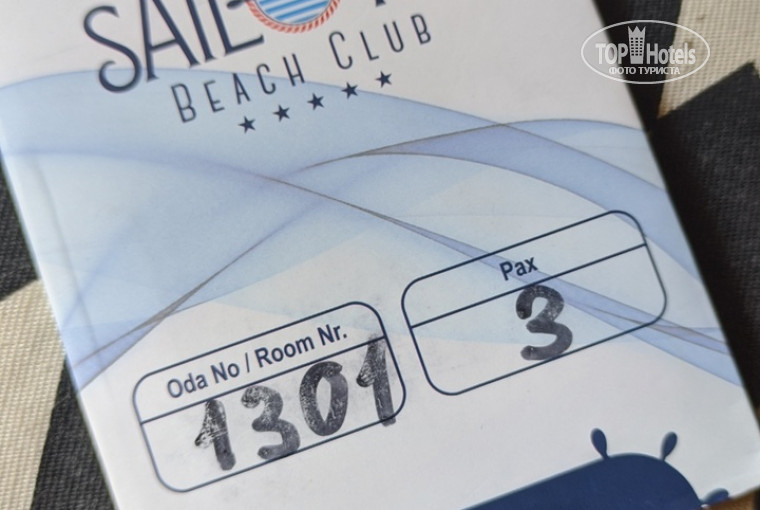 BEACH CLUB
★★★★★
Oda No / Room Nr.
1301
Pax
3
TOP Hotels
ФОТО ТУРИСТА